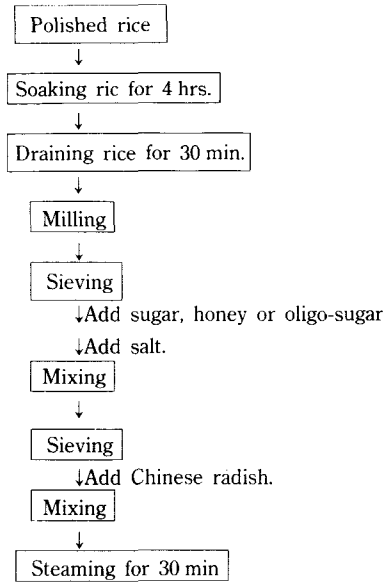 Polished rice
↓
Soaking ric for 4 hrs.
↓
Draining rice for 30 min.
↓
Milling
↓
Sieving
↓Add sugar, honey or oligo-sugar
↓Add salt.
Mixing
↓
Sieving
↓Add Chinese radish.
Mixing
↓
Steaming for 30 min